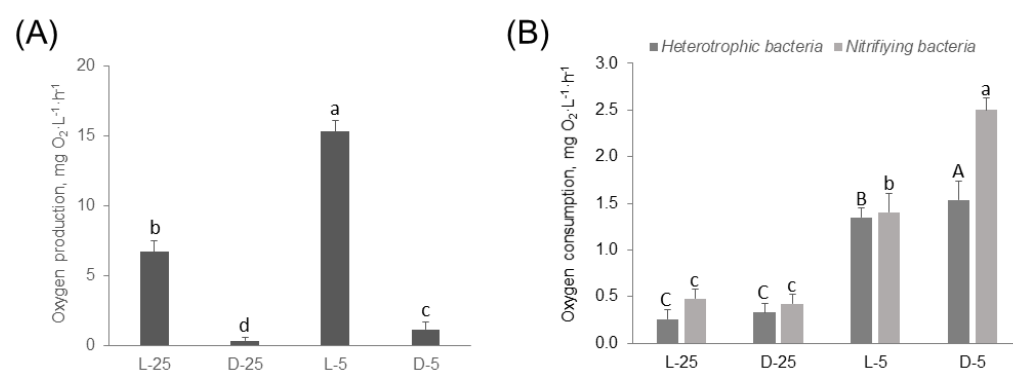 (A)
Oxygen production, mg O₂·L⁻¹·h⁻¹
20
15
10
5
0
b
d
a
c
L-25 D-25 L-5 D-5
(B)
Heterotrophic bacteria Nitrifiying bacteria
Oxygen consumption, mg O₂·L⁻¹·h⁻¹
3.0
2.5
2.0
1.5
1.0
0.5
0.0
C c
C c
B b
A a
L-25 D-25 L-5 D-5